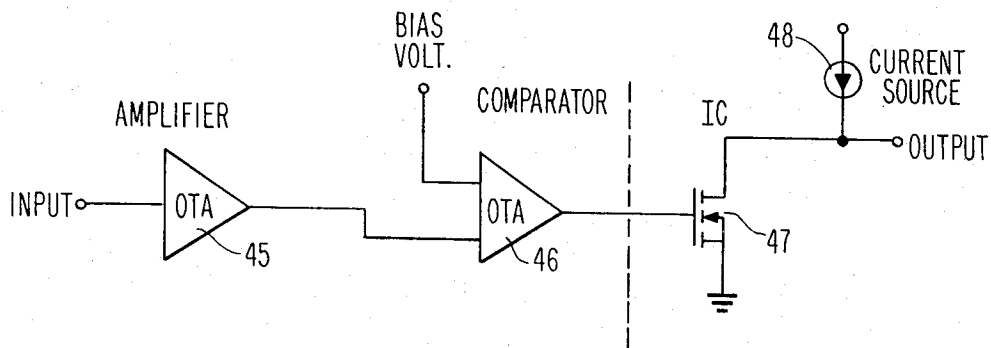 BIAS
VOLT.
48
CURRENT
SOURCE
AMPLIFIER
COMPARATOR
IC
OUTPUT
INPUT
OTA
OTA
45
46
47